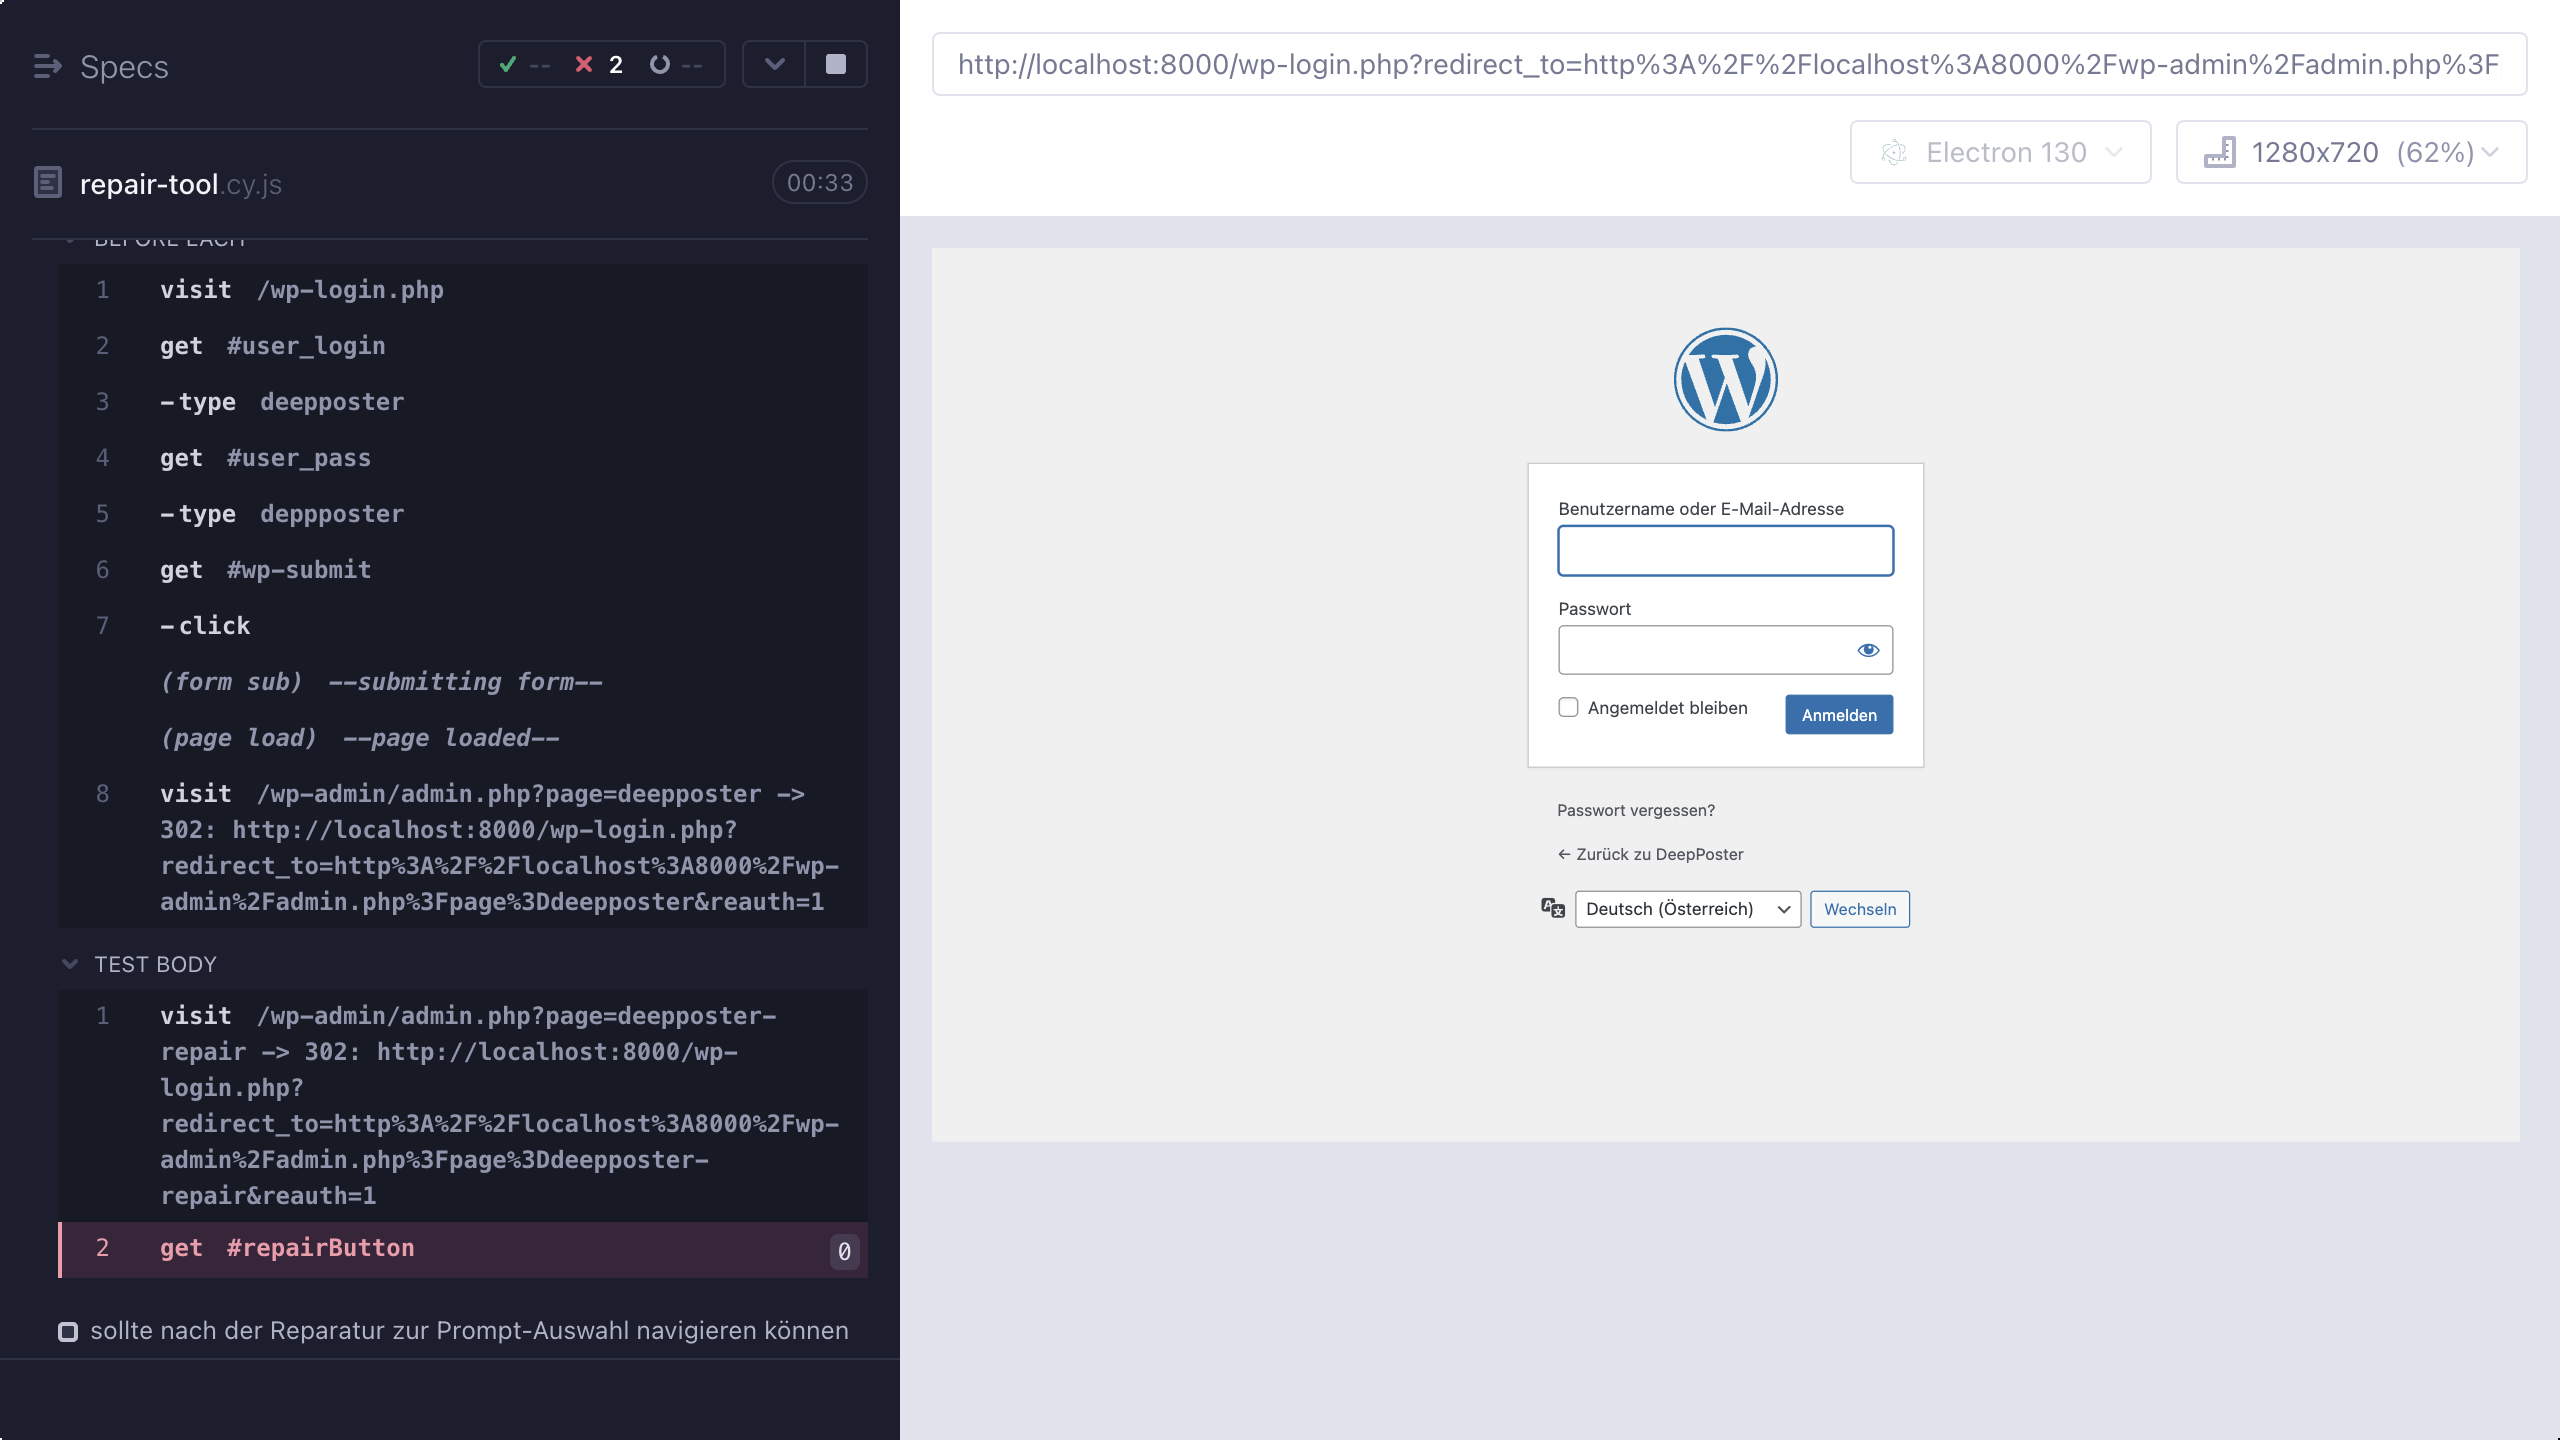 Specs
-- 2 --
repair-tool.cy.js
00:33
BEFORE EACH
1 visit /wp-login.php
2 get #user_login
3 -type deepposter
4 get #user_pass
5 -type deppposter
6 get #wp-submit
7 -click
(form sub) --submitting form--
(page load) --page loaded--
8 visit /wp-admin/admin.php?page=deepposter ->
302: http://localhost:8000/wp-login.php?
redirect_to=http%3A%2F%2Flocalhost%3A8000%2Fwp-
admin%2Fadmin.php%3Fpage%3Ddeepposter&reauth=1
TEST BODY
1 visit /wp-admin/admin.php?page=deepposter-
repair -> 302: http://localhost:8000/wp-
login.php?
redirect_to=http%3A%2F%2Flocalhost%3A8000%2Fwp-
admin%2Fadmin.php%3Fpage%3Ddeepposter-
repair&reauth=1
2 get #repairButton 0
sollte nach der Reparatur zur Prompt-Auswahl navigieren können
http://localhost:8000/wp-login.php?redirect_to=http%3A%2F%2Flocalhost%3A8000%2Fwp-admin%2Fadmin.php%3F
Electron 130
1280x720 (62%)
Benutzername oder E-Mail-Adresse
Passwort
Angemeldet bleiben
Anmelden
Passwort vergessen?
← Zurück zu DeepPoster
Deutsch (Österreich)
Wechseln